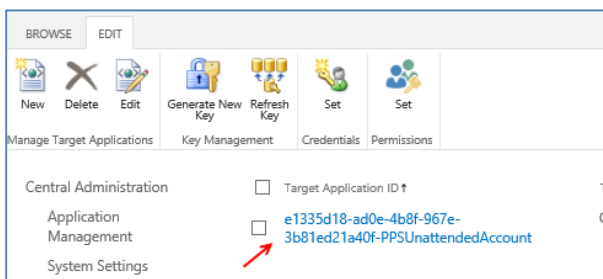 BROWSE EDIT
New Delete Edit Generate New Key Refresh Key Set Set
Manage Target Applications Key Management Credentials Permissions
Central Administration
Target Application ID↑
Application Management
e1335d18-ad0e-4b8f-967e-
3b81ed21a40f-PPSUnattendedAccount
System Settings